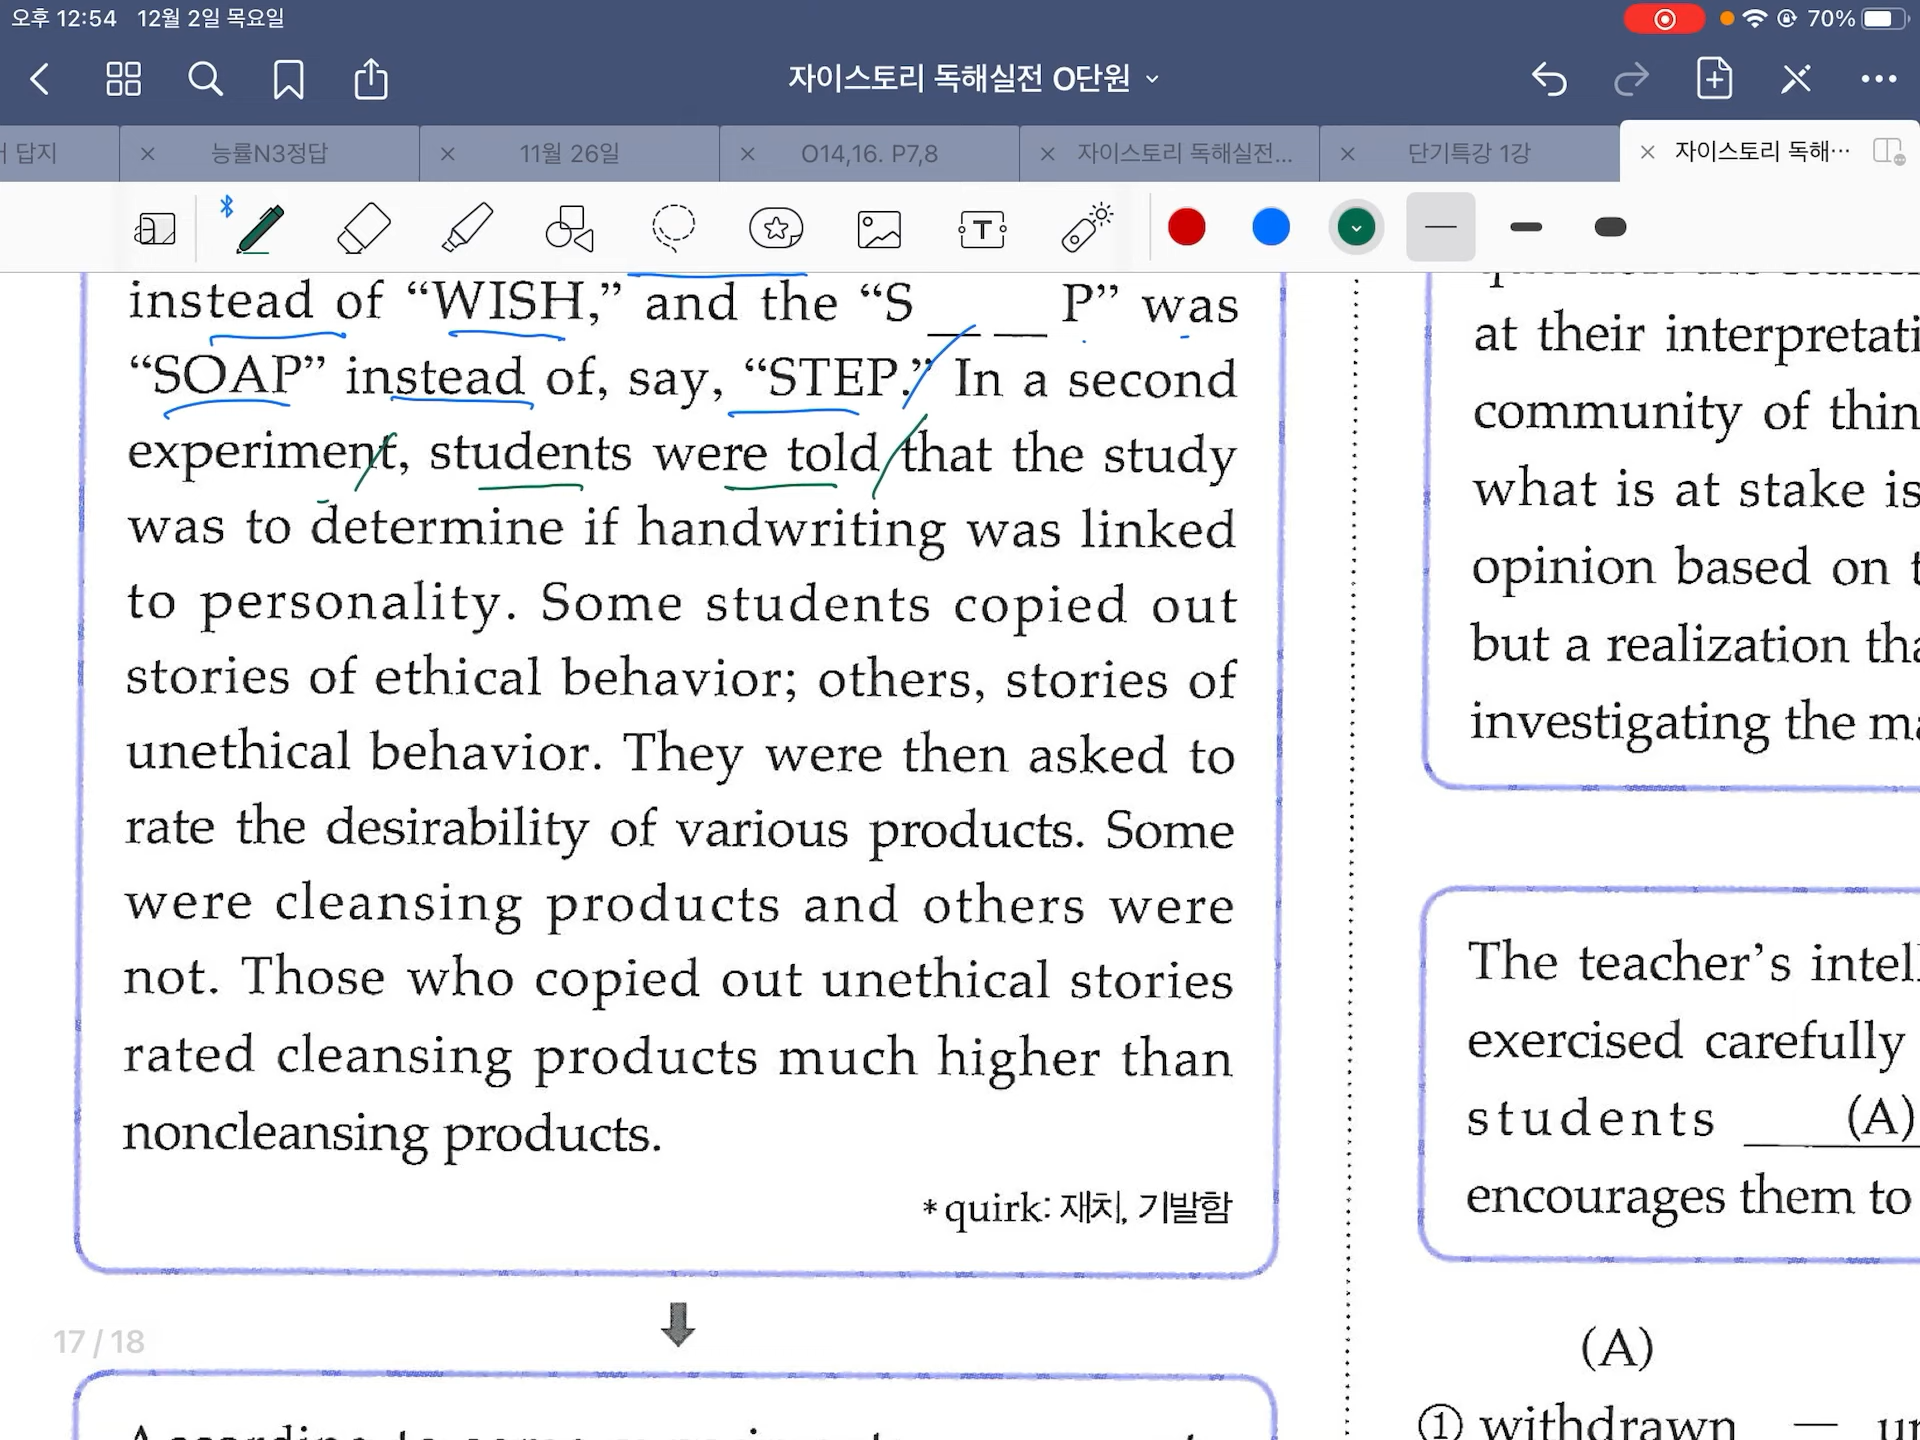 오후 12:54 12월 2일 목요일
70%
자이스토리 독해실전 O단원
답지
능률N3정답
11월 26일
O14,16. P7,8
자이스토리 독해실전...
단기특강 1강
자이스토리 독해...
instead of “WISH,” and the “S __ __ P” was
“SOAP” instead of, say, “STEP.” In a second
experiment, students were told that the study
was to determine if handwriting was linked
to personality. Some students copied out
stories of ethical behavior; others, stories of
unethical behavior. They were then asked to
rate the desirability of various products. Some
were cleansing products and others were
not. Those who copied out unethical stories
rated cleansing products much higher than
noncleansing products.
* quirk: 재치, 기발함
17 / 18
at their interpretati
community of thin
what is at stake is
opinion based on t
but a realization tha
investigating the ma
The teacher’s intell
exercised carefully
students ____(A)
encourages them to
(A)
① withdrawn — un